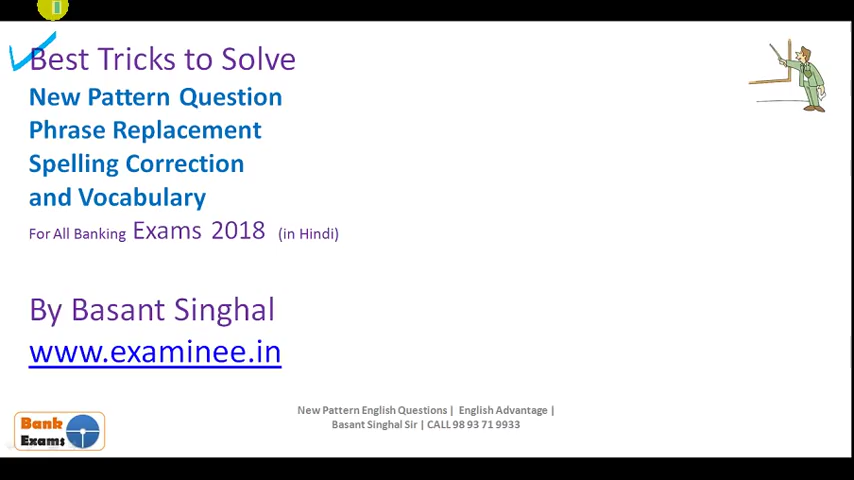 Best Tricks to Solve
New Pattern Question
Phrase Replacement
Spelling Correction
and Vocabulary
For All Banking Exams 2018 (in Hindi)
By Basant Singhal
www.examinee.in
New Pattern English Questions | English Advantage |
Basant Singhal Sir | CALL 98 93 71 9933
Bank
Exams